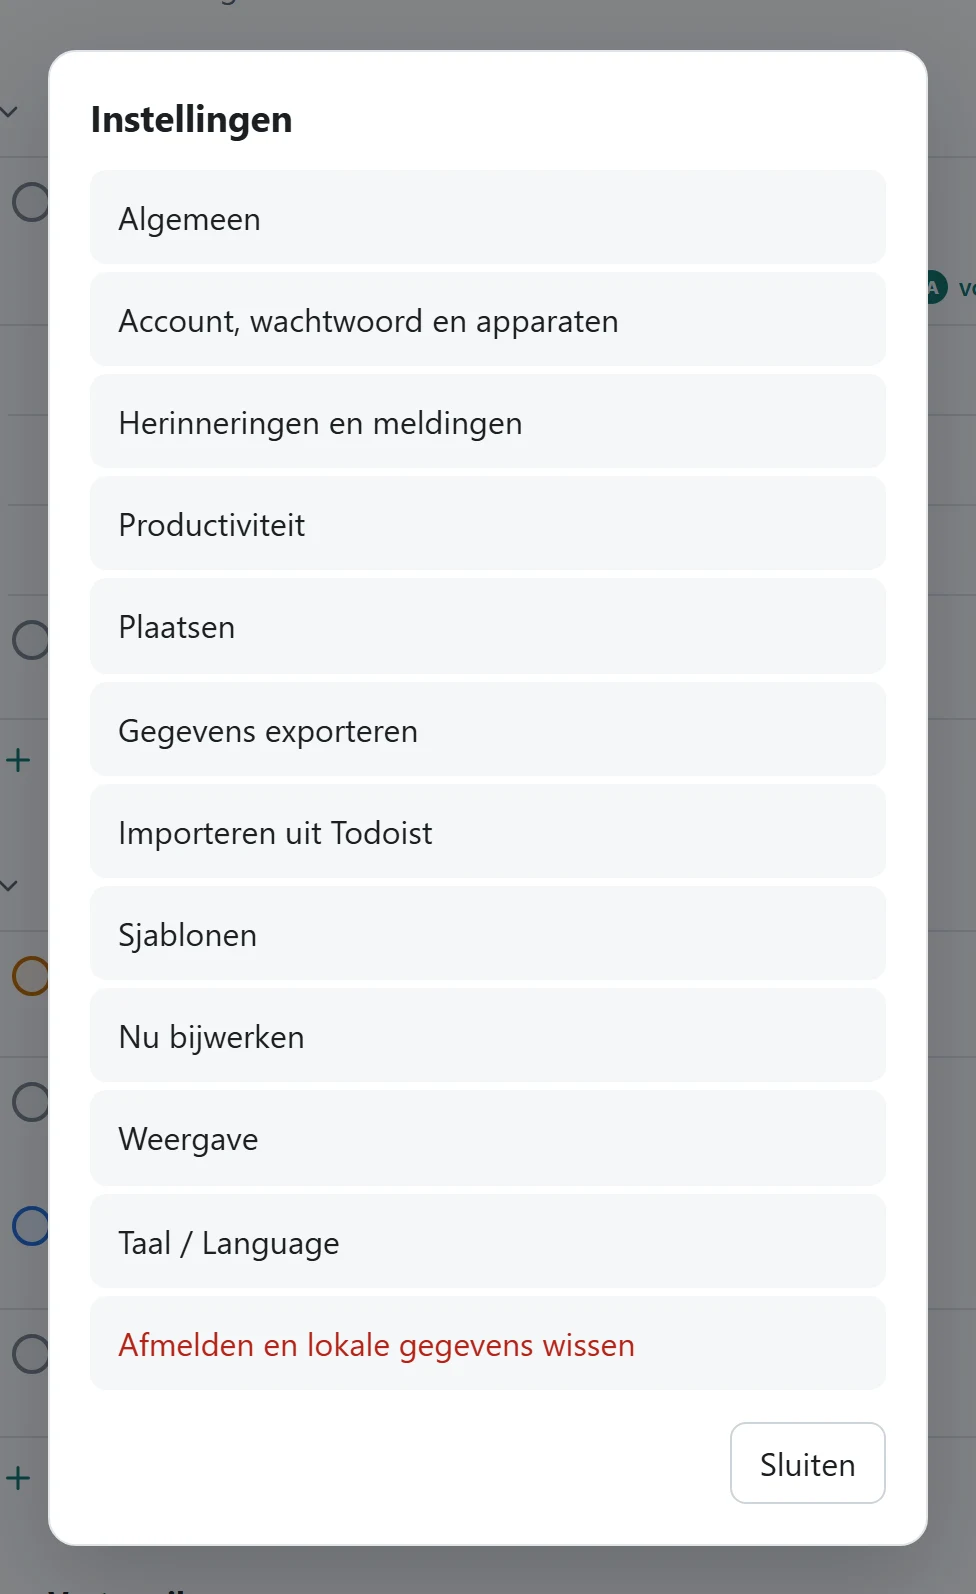 Instellingen
Algemeen
Account, wachtwoord en apparaten
Herinneringen en meldingen
Productiviteit
Plaatsen
Gegevens exporteren
Importeren uit Todoist
Sjablonen
Nu bijwerken
Weergave
Taal / Language
Afmelden en lokale gegevens wissen
Sluiten
A